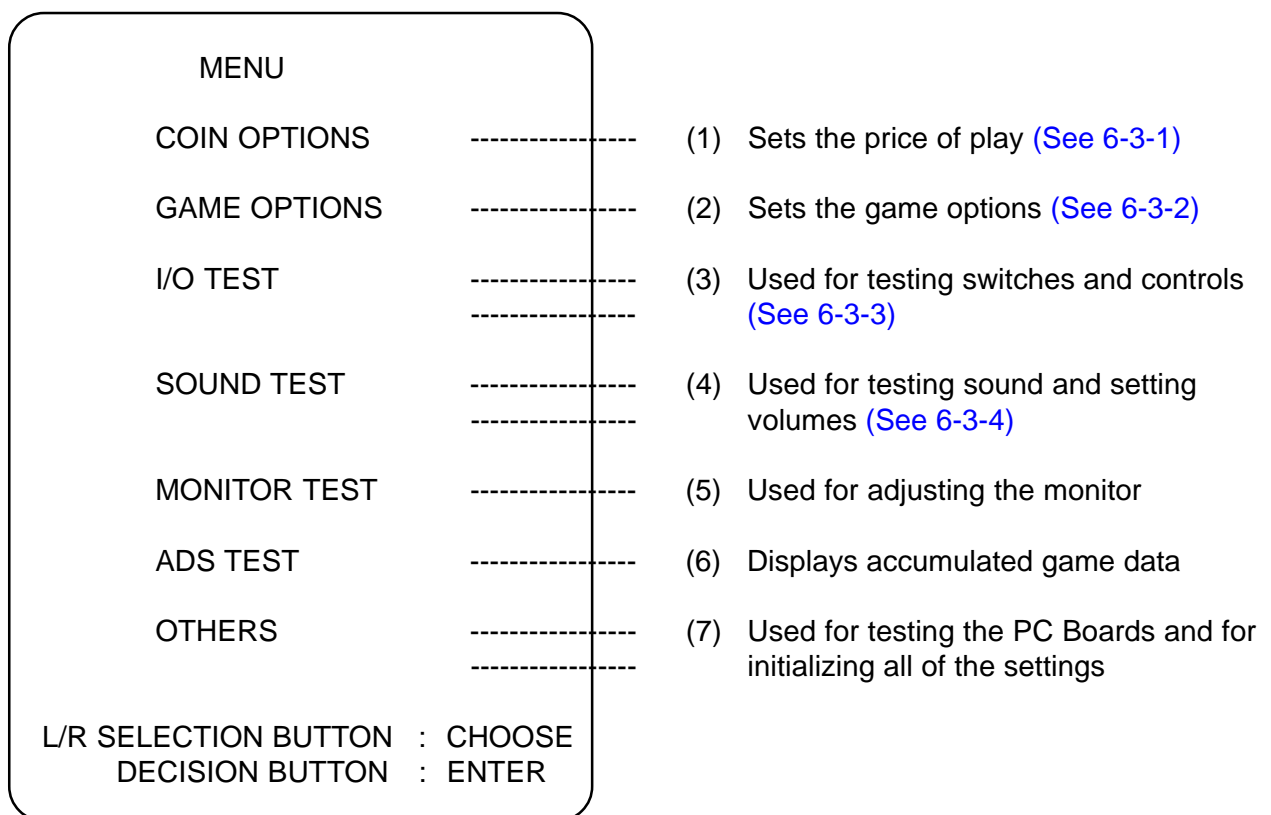 MENU
COIN OPTIONS ---------------- (1) Sets the price of play (See 6-3-1)
GAME OPTIONS ---------------- (2) Sets the game options (See 6-3-2)
I/O TEST ---------------- (3) Used for testing switches and controls
---------------- (See 6-3-3)
SOUND TEST ---------------- (4) Used for testing sound and setting
---------------- volumes (See 6-3-4)
MONITOR TEST ---------------- (5) Used for adjusting the monitor
ADS TEST ---------------- (6) Displays accumulated game data
OTHERS ---------------- (7) Used for testing the PC Boards and for
---------------- initializing all of the settings
L/R SELECTION BUTTON : CHOOSE
DECISION BUTTON : ENTER